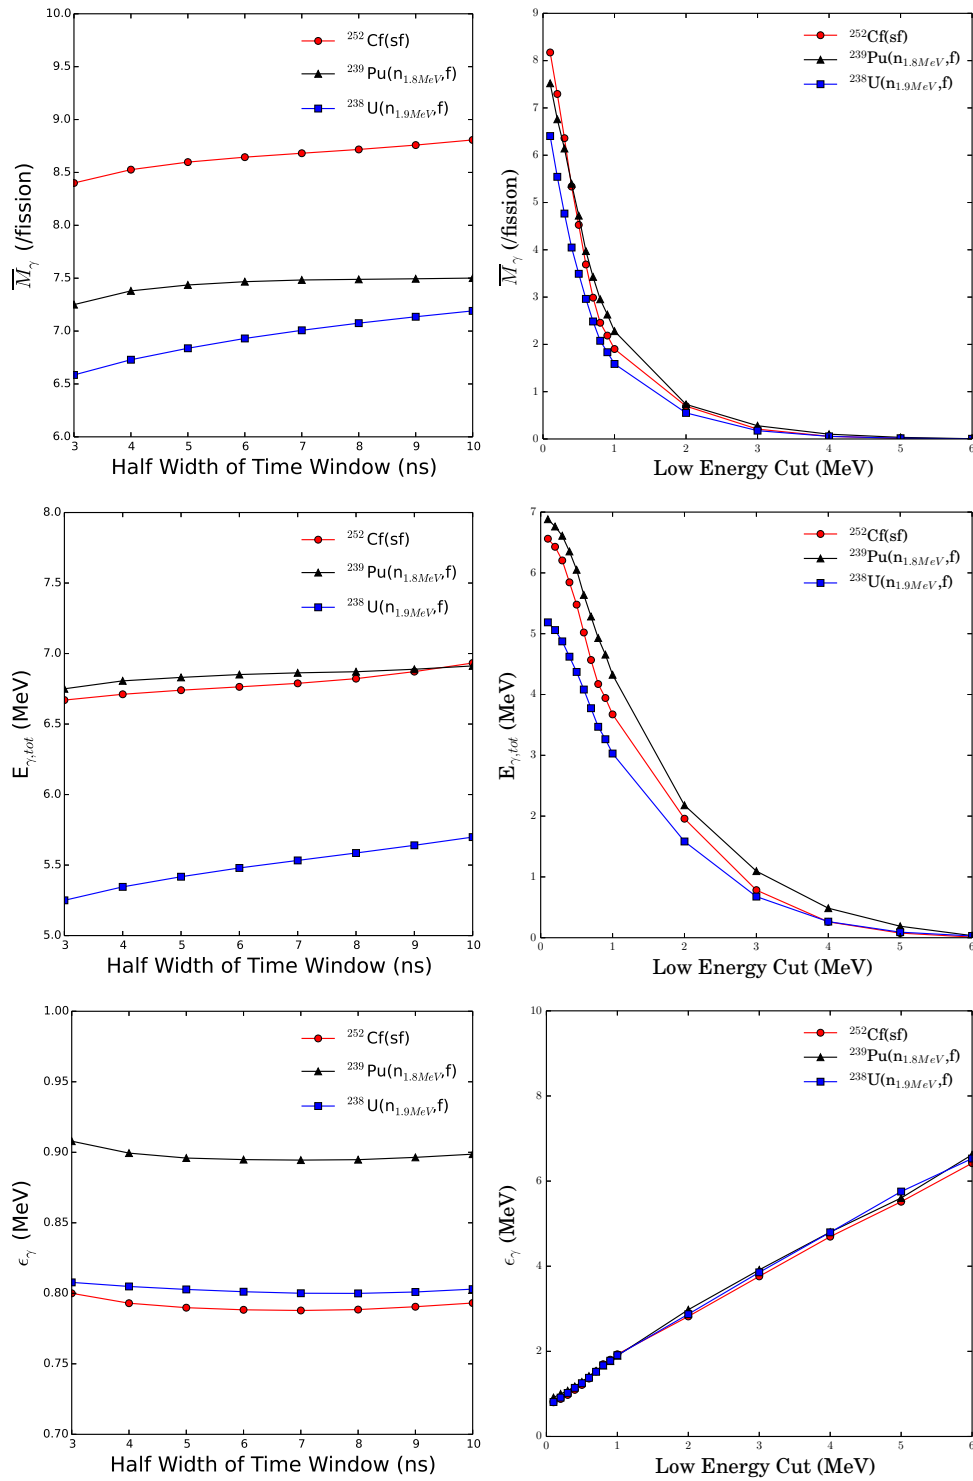 10.0
9.5
9.0
8.5
8.0
7.5
7.0
6.5
6.0
M̅γ (/fission)
²⁵²Cf(sf)
²³⁹Pu(n₁.₈MeV,f)
²³⁸U(n₁.₉MeV,f)
3 4 5 6 7 8 9 10
Half Width of Time Window (ns)
9
8
7
6
5
4
3
2
1
0
M̅γ (/fission)
²⁵²Cf(sf)
²³⁹Pu(n₁.₈MeV,f)
²³⁸U(n₁.₉MeV,f)
0 1 2 3 4 5 6
Low Energy Cut (MeV)
8.0
7.5
7.0
6.5
6.0
5.5
5.0
Eγ,tot (MeV)
²⁵²Cf(sf)
²³⁹Pu(n₁.₈MeV,f)
²³⁸U(n₁.₉MeV,f)
3 4 5 6 7 8 9 10
Half Width of Time Window (ns)
7
6
5
4
3
2
1
0
Eγ,tot (MeV)
²⁵²Cf(sf)
²³⁹Pu(n₁.₈MeV,f)
²³⁸U(n₁.₉MeV,f)
0 1 2 3 4 5 6
Low Energy Cut (MeV)
1.00
0.95
0.90
0.85
0.80
0.75
0.70
ϵγ (MeV)
²⁵²Cf(sf)
²³⁹Pu(n₁.₈MeV,f)
²³⁸U(n₁.₉MeV,f)
3 4 5 6 7 8 9 10
Half Width of Time Window (ns)
10
8
6
4
2
0
ϵγ (MeV)
²⁵²Cf(sf)
²³⁹Pu(n₁.₈MeV,f)
²³⁸U(n₁.₉MeV,f)
0 1 2 3 4 5 6
Low Energy Cut (MeV)